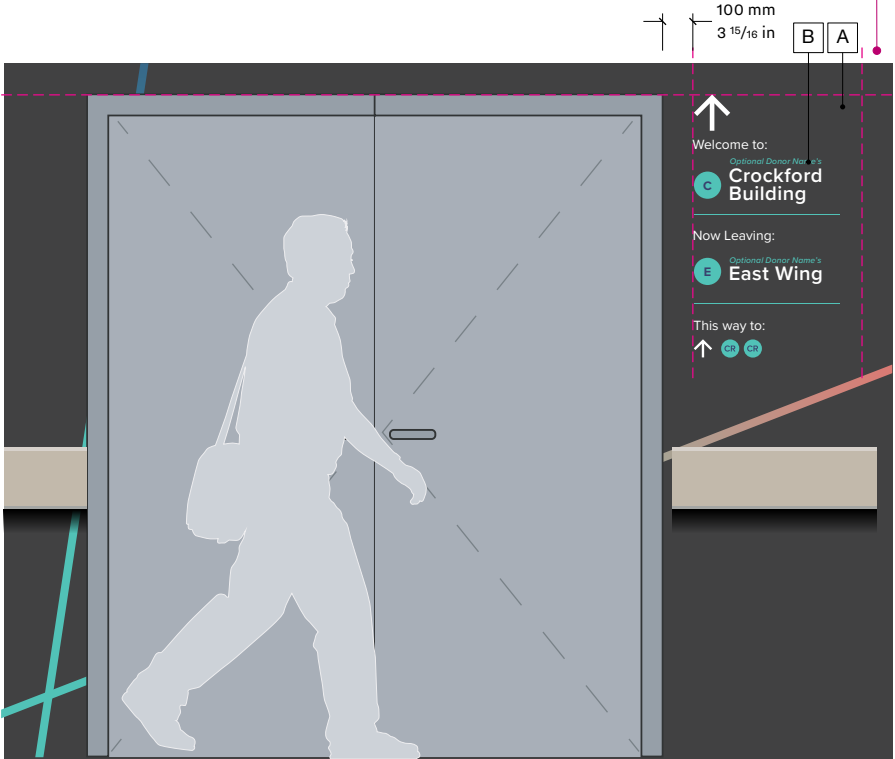 100 mm
3 15/16 in
B A
Welcome to:
Optional Donor Name's
C Crockford
Building
Now Leaving:
Optional Donor Name's
E East Wing
This way to:
CR CR